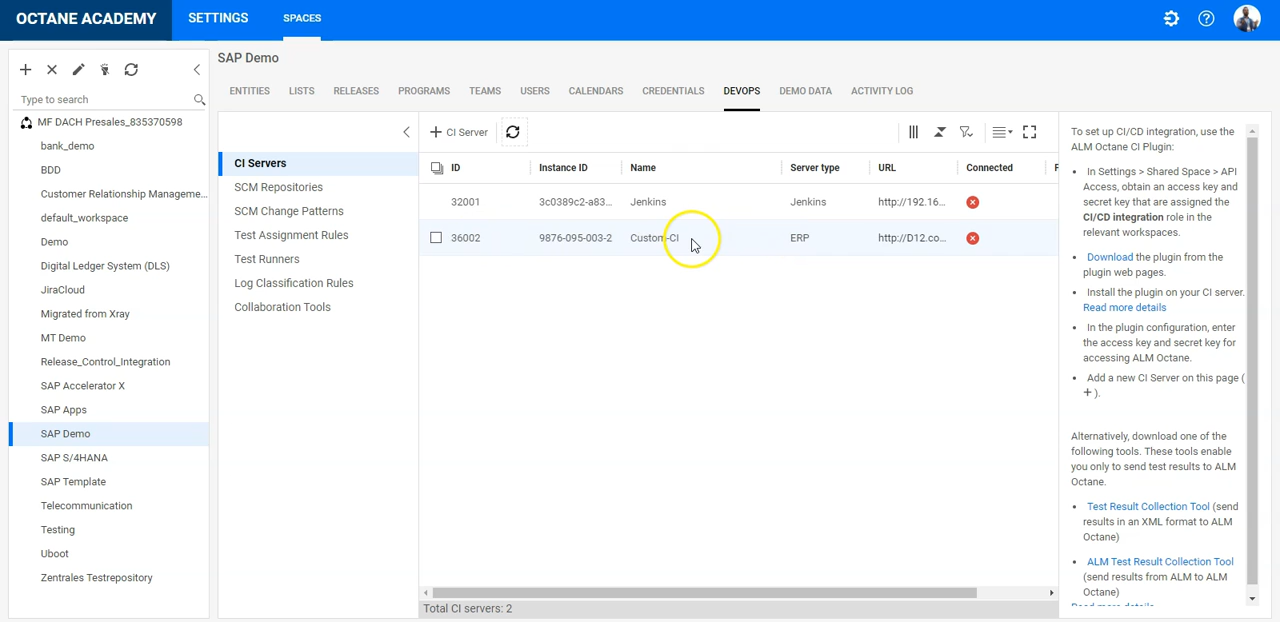 OCTANE ACADEMY
SETTINGS
SPACES
SAP Demo
Type to search
MF DACH Presales_835370598
bank_demo
BDD
Customer Relationship Manageme...
default_workspace
Demo
Digital Ledger System (DLS)
JiraCloud
Migrated from Xray
MT Demo
Release_Control_Integration
SAP Accelerator X
SAP Apps
SAP Demo
SAP S/4HANA
SAP Template
Telecommunication
Testing
Uboot
Zentrales Testrepository
ENTITIES LISTS RELEASES PROGRAMS TEAMS USERS CALENDARS CREDENTIALS DEVOPS DEMO DATA ACTIVITY LOG
CI Servers
SCM Repositories
SCM Change Patterns
Test Assignment Rules
Test Runners
Log Classification Rules
Collaboration Tools
+ CI Server
ID Instance ID Name Server type URL Connected
32001 3c0389c2-a83... Jenkins Jenkins http://192.16...
36002 9876-095-003-2 Custom-CI ERP http://D12.co...
Total CI servers: 2
To set up CI/CD integration, use the
ALM Octane CI Plugin:
• In Settings > Shared Space > API
Access, obtain an access key and
secret key that are assigned the
CI/CD integration role in the
relevant workspaces.
• Download the plugin from the
plugin web pages.
• Install the plugin on your CI server.
Read more details
• In the plugin configuration, enter
the access key and secret key for
accessing ALM Octane.
• Add a new CI Server on this page (
+ ).
Alternatively, download one of the
following tools. These tools enable
you only to send test results to ALM
Octane.
• Test Result Collection Tool (send
results in an XML format to ALM
Octane)
• ALM Test Result Collection Tool
(send results from ALM to ALM
Octane)
Read more details